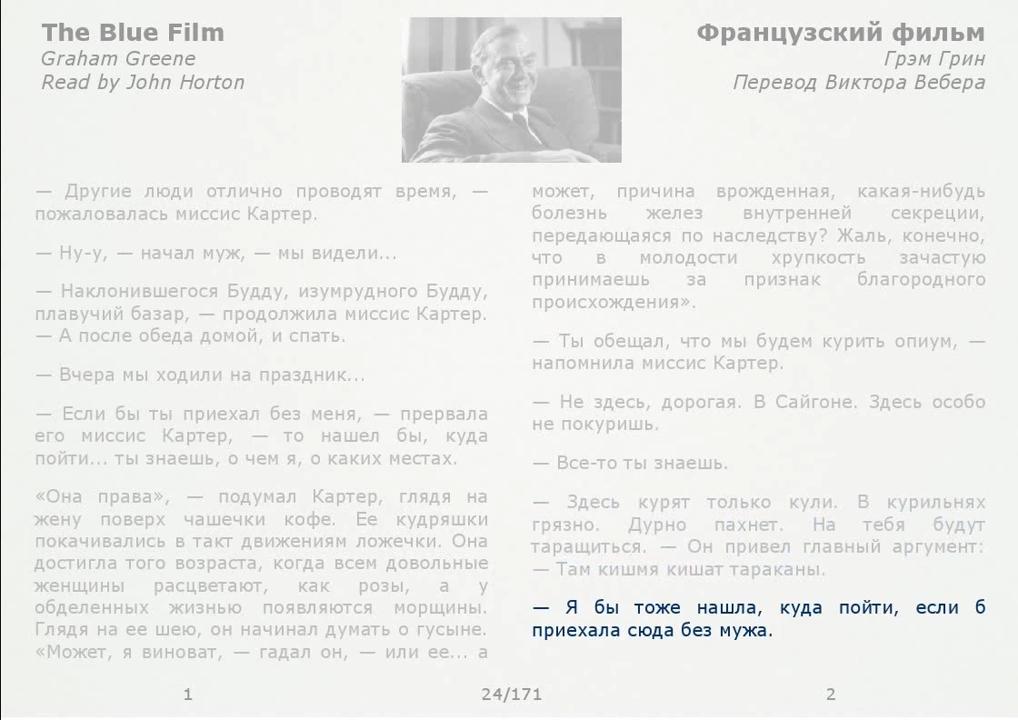 The Blue Film
Graham Greene
Read by John Horton
Французский фильм
Грэм Грин
Перевод Виктора Вебера
— Другие люди отлично проводят время, —
пожаловалась миссис Картер.
— Ну-у, — начал муж, — мы видели...
— Наклонившегося Будду, изумрудного Будду,
плавучий базар, — продолжила миссис Картер.
— А после обеда домой, и спать.
— Вчера мы ходили на праздник...
— Если бы ты приехал без меня, — прервала
его миссис Картер, — то нашел бы, куда
пойти... ты знаешь, о чем я, о каких местах.
«Она права», — подумал Картер, глядя на
жену поверх чашечки кофе. Ее кудряшки
покачивались в такт движениям ложечки. Она
достигла того возраста, когда всем довольные
женщины расцветают, как розы, а у
обделенных жизнью появляются морщины.
Глядя на ее шею, он начинал думать о гусыне.
«Может, я виноват, — гадал он, — или ее... а
может, причина врожденная, какая-нибудь
болезнь желез внутренней секреции,
передающаяся по наследству? Жаль, конечно,
что в молодости хрупкость зачастую
принимаешь за признак благородного
происхождения».
— Ты обещал, что мы будем курить опиум, —
напомнила миссис Картер.
— Не здесь, дорогая. В Сайгоне. Здесь особо
не покуришь.
— Все-то ты знаешь.
— Здесь курят только кули. В курильнях
грязно. Дурно пахнет. На тебя будут
таращиться. — Он привел главный аргумент:
— Там кишмя кишат тараканы.
— Я бы тоже нашла, куда пойти, если б
приехала сюда без мужа.
1
24/171
2